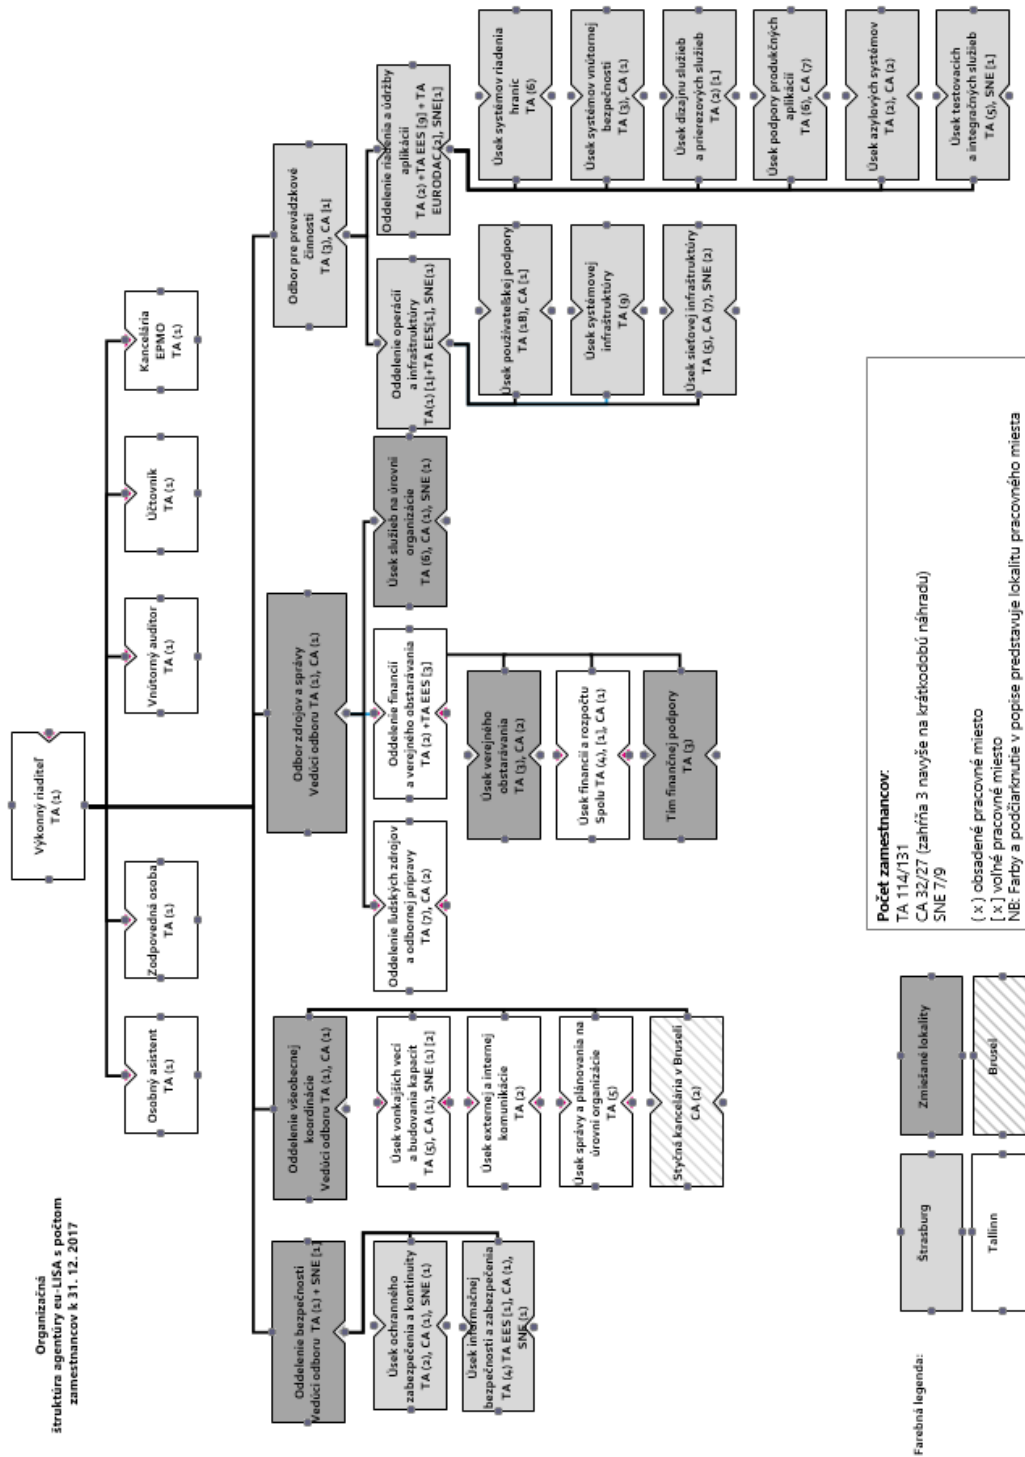 Organizačná
štruktúra agentúry eu-LISA s počtom
zamestnancov k 31. 12. 2017
Výkonný riaditeľ
TA (1)
Osobný asistent
TA (1)
Zodpovedná osoba
TA (1)
Vnútorný audítor
TA (1)
Účtovník
TA (1)
Kancelária
EPMO
TA (1)
Oddelenie bezpečnosti
Vedúci odboru TA (1) + SNE [1]
Úsek ochranného
zabezpečenia a kontinuity
TA (2), CA (1), SNE (1)
Úsek informačnej
bezpečnosti a zabezpečenia
TA (4) TA EES [1], CA (1),
SNE (1)
Oddelenie všeobecnej
koordinácie
Vedúci odboru TA (1), CA (1)
Úsek vonkajších vecí
a budovania kapacít
TA (5), CA (1), SNE (1) [2]
Úsek externej a internej
komunikácie
TA (2)
Úsek správy a plánovania na
úrovni organizácie
TA (5)
Styčná kancelária v Bruseli
CA (2)
Odbor zdrojov a správy
Vedúci odboru TA (1), CA (1)
Oddelenie ľudských zdrojov
a odbornej prípravy
TA (7), CA (2)
Oddelenie financií
a verejného obstarávania
TA (2) +TA EES [3]
Úsek služieb na úrovni
organizácie
TA (6), CA (1), SNE (1)
Úsek verejného
obstarávania
TA (3), CA (2)
Úsek financií a rozpočtu
Spolu TA (4), [1], CA (1)
Tím finančnej podpory
TA (3)
Odbor pre prevádzkové
činnosti
TA (3), CA [1]
Oddelenie operácií
a infraštruktúry
TA(1) [1]+TA EES[1], SNE(1)
Úsek používateľskej podpory
TA (18), CA [1]
Úsek systémovej
infraštruktúry
TA (9)
Úsek sieťovej infraštruktúry
TA (5), CA (7), SNE (2)
Oddelenie riadenia a údržby
aplikácií
TA (2) +TA EES [9] + TA
EURODAC [2], SNE[1]
Úsek systémov riadenia
hraníc
TA (6)
Úsek systémov vnútornej
bezpečnosti
TA (3), CA (1)
Úsek dizajnu služieb
a prierezových služieb
TA (2) [1]
Úsek podpory produkčných
aplikácií
TA (6), CA (7)
Úsek azylových systémov
TA (2), CA (2)
Úsek testovacích
a integračných služieb
TA (5), SNE [1]
Farebná legenda:
Štrasburg
Zmiešané lokality
Tallinn
Brusel
Počet zamestnancov:
TA 114/131
CA 32/27 (zahŕňa 3 navyše na krátkodobú náhradu)
SNE 7/9
( x ) obsadené pracovné miesto
[ x ] voľné pracovné miesto
NB: Farby a podčiarknutie v popise predstavuje lokalitu pracovného miesta